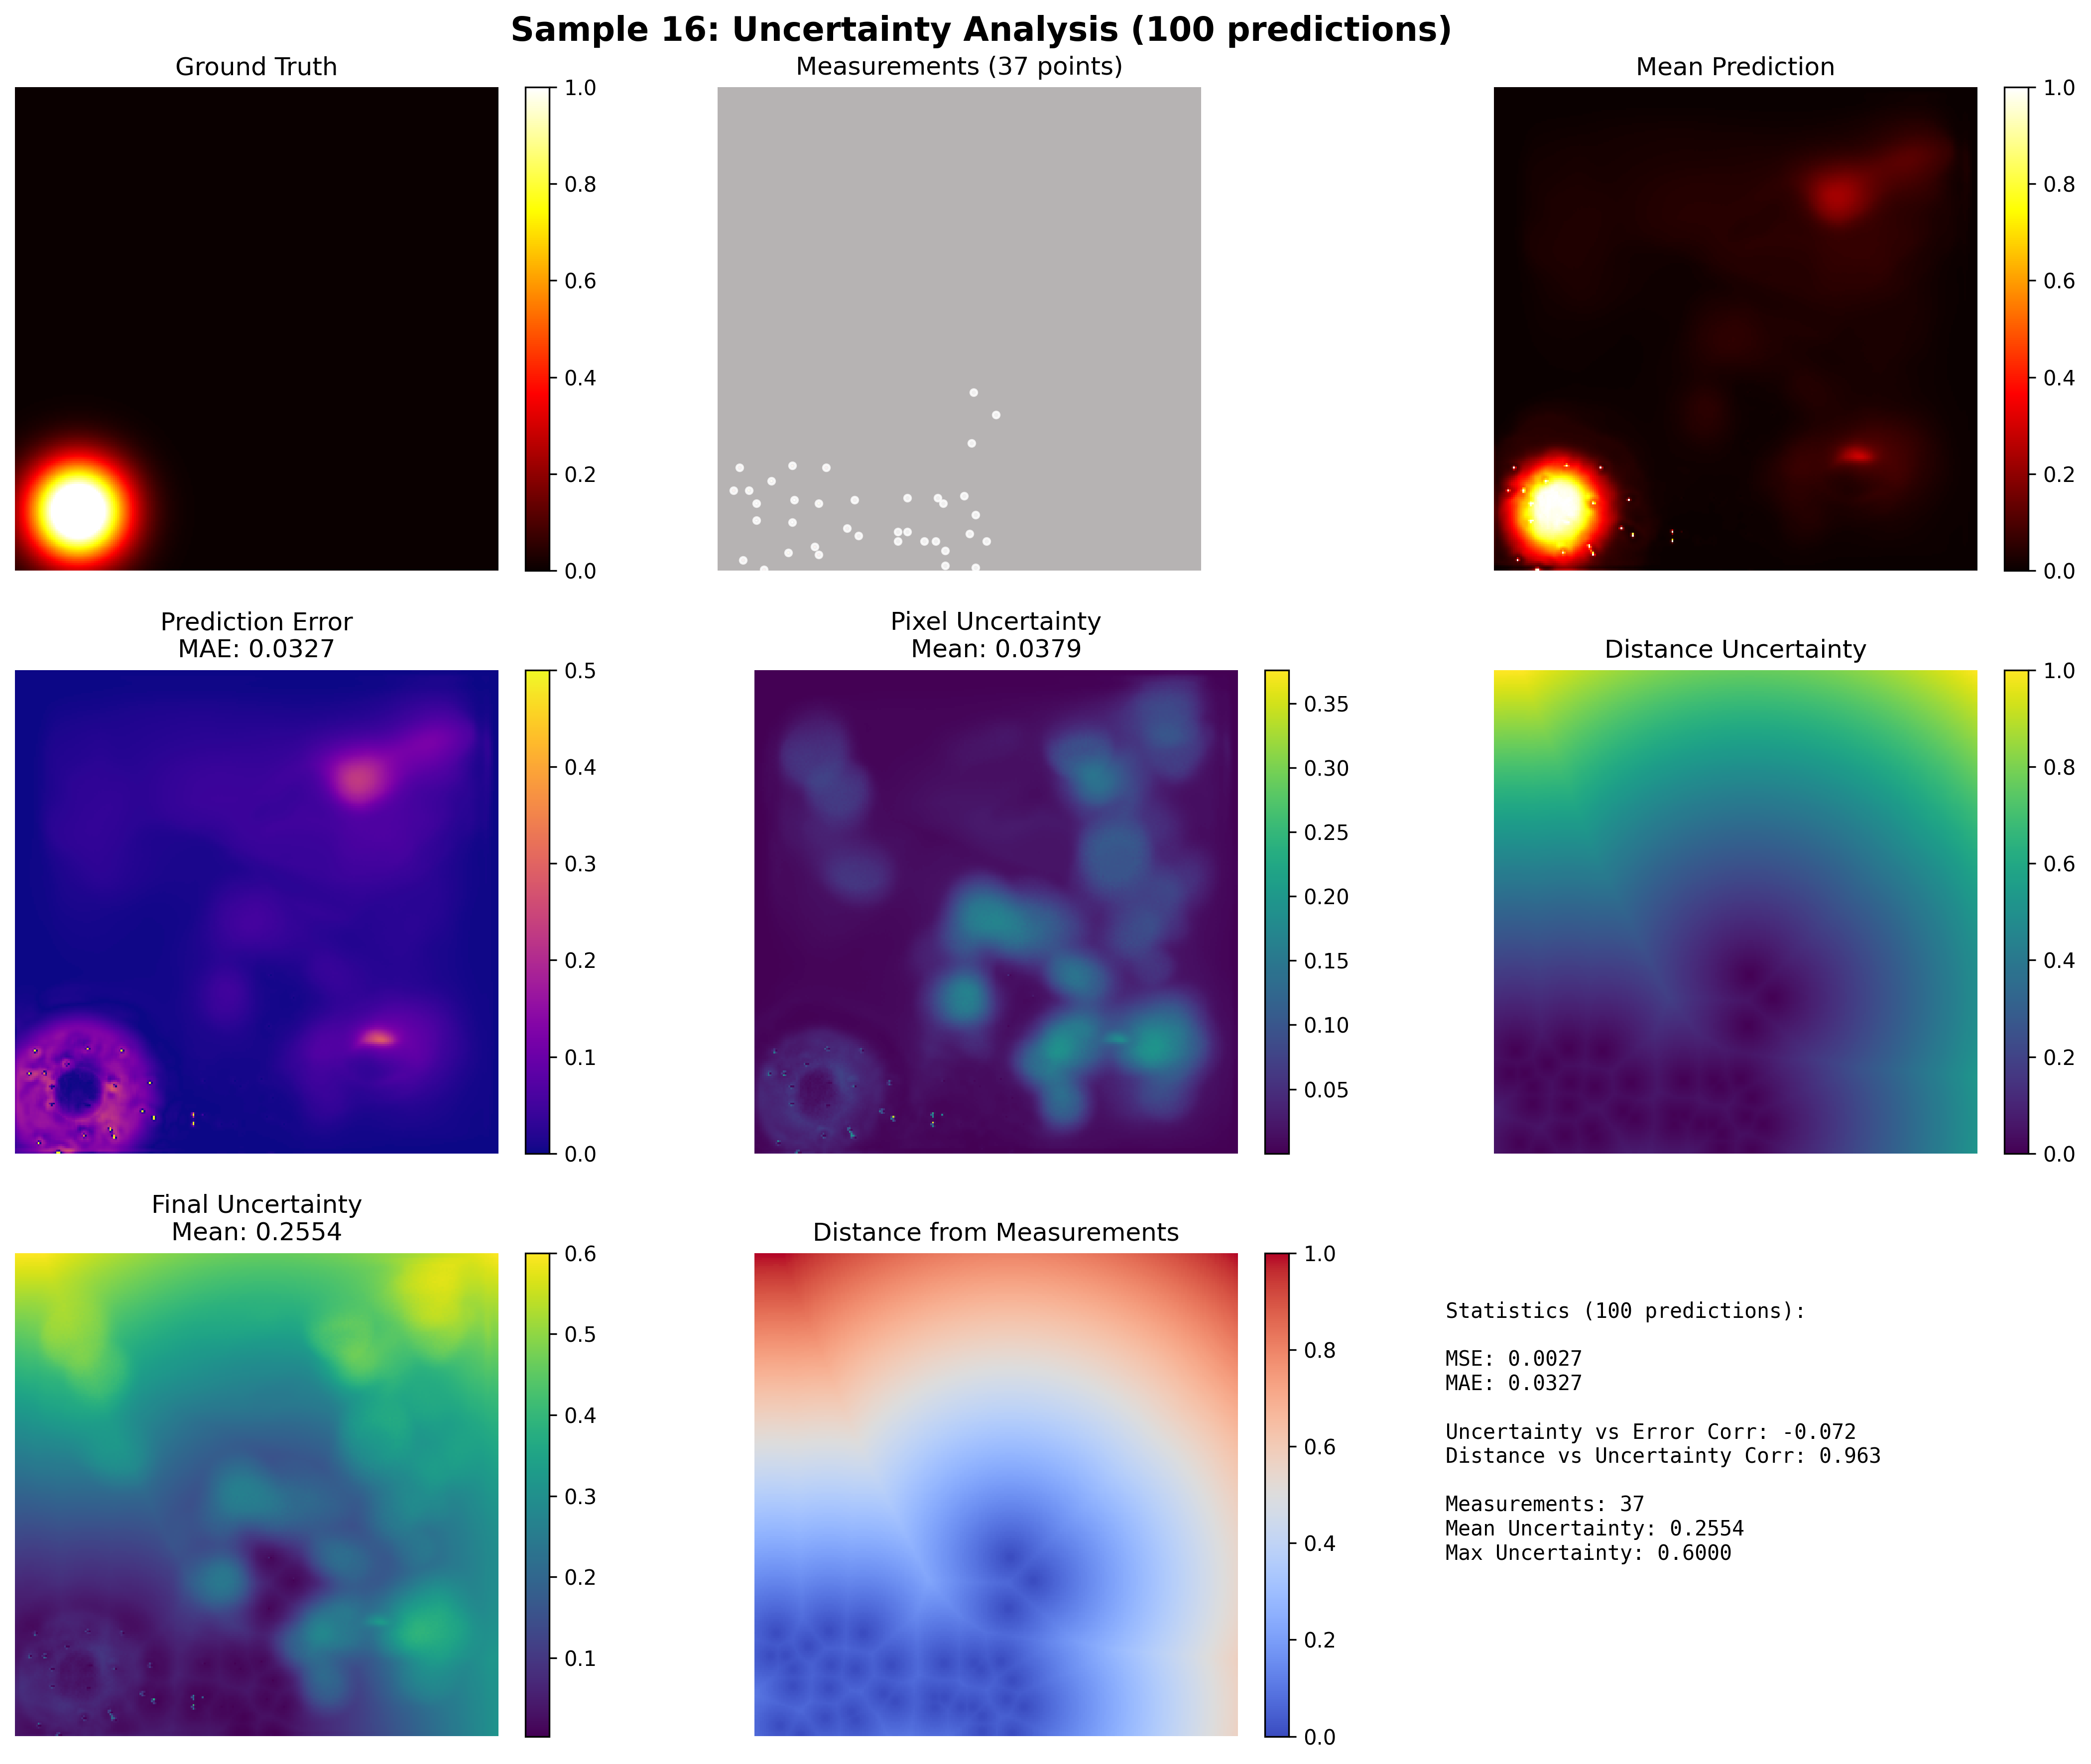 Sample 16: Uncertainty Analysis (100 predictions)
Ground Truth
1.0
0.8
0.6
0.4
0.2
0.0
Measurements (37 points)
Mean Prediction
1.0
0.8
0.6
0.4
0.2
0.0
Prediction Error
MAE: 0.0327
0.5
0.4
0.3
0.2
0.1
0.0
Pixel Uncertainty
Mean: 0.0379
0.35
0.30
0.25
0.20
0.15
0.10
0.05
Distance Uncertainty
1.0
0.8
0.6
0.4
0.2
0.0
Final Uncertainty
Mean: 0.2554
0.6
0.5
0.4
0.3
0.2
0.1
Distance from Measurements
1.0
0.8
0.6
0.4
0.2
0.0
Statistics (100 predictions):
MSE: 0.0027
MAE: 0.0327
Uncertainty vs Error Corr: -0.072
Distance vs Uncertainty Corr: 0.963
Measurements: 37
Mean Uncertainty: 0.2554
Max Uncertainty: 0.6000